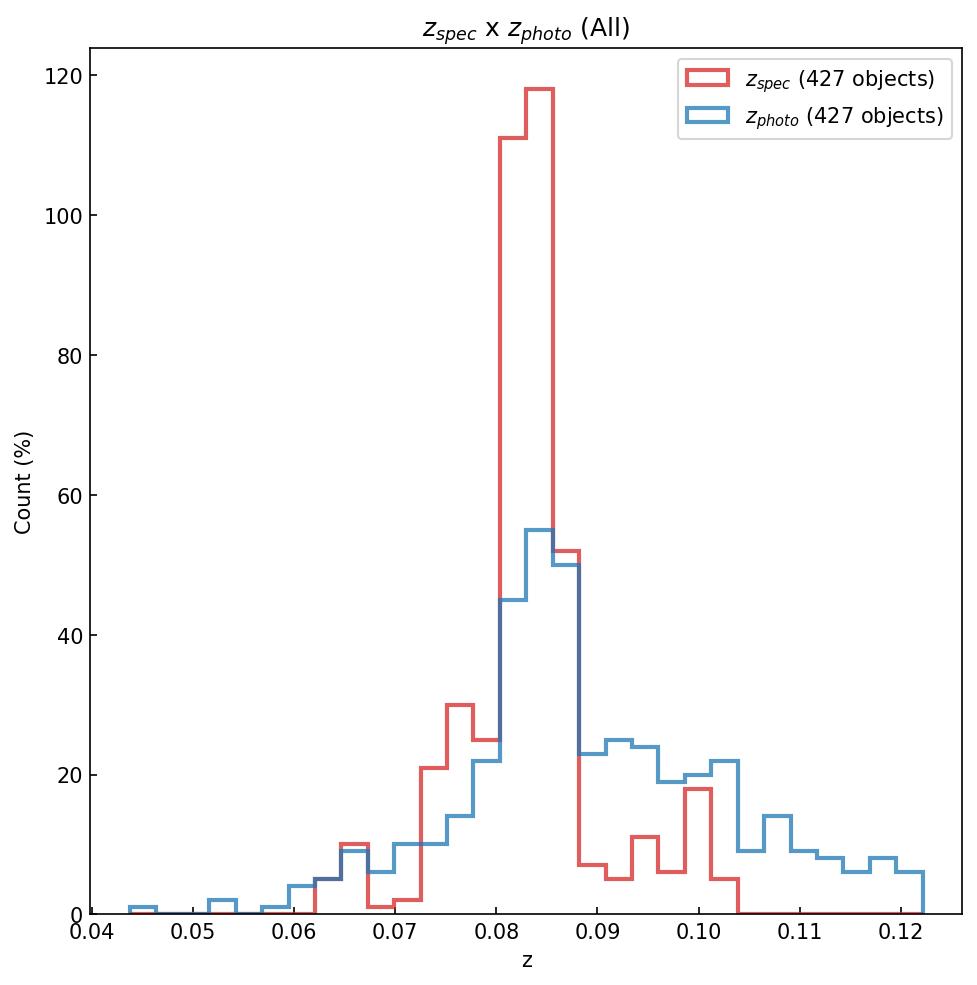 z_spec x z_photo (All)
z_spec (427 objects)
z_photo (427 objects)
Count (%)
120
100
80
60
40
20
0
0.04 0.05 0.06 0.07 0.08 0.09 0.10 0.11 0.12
z